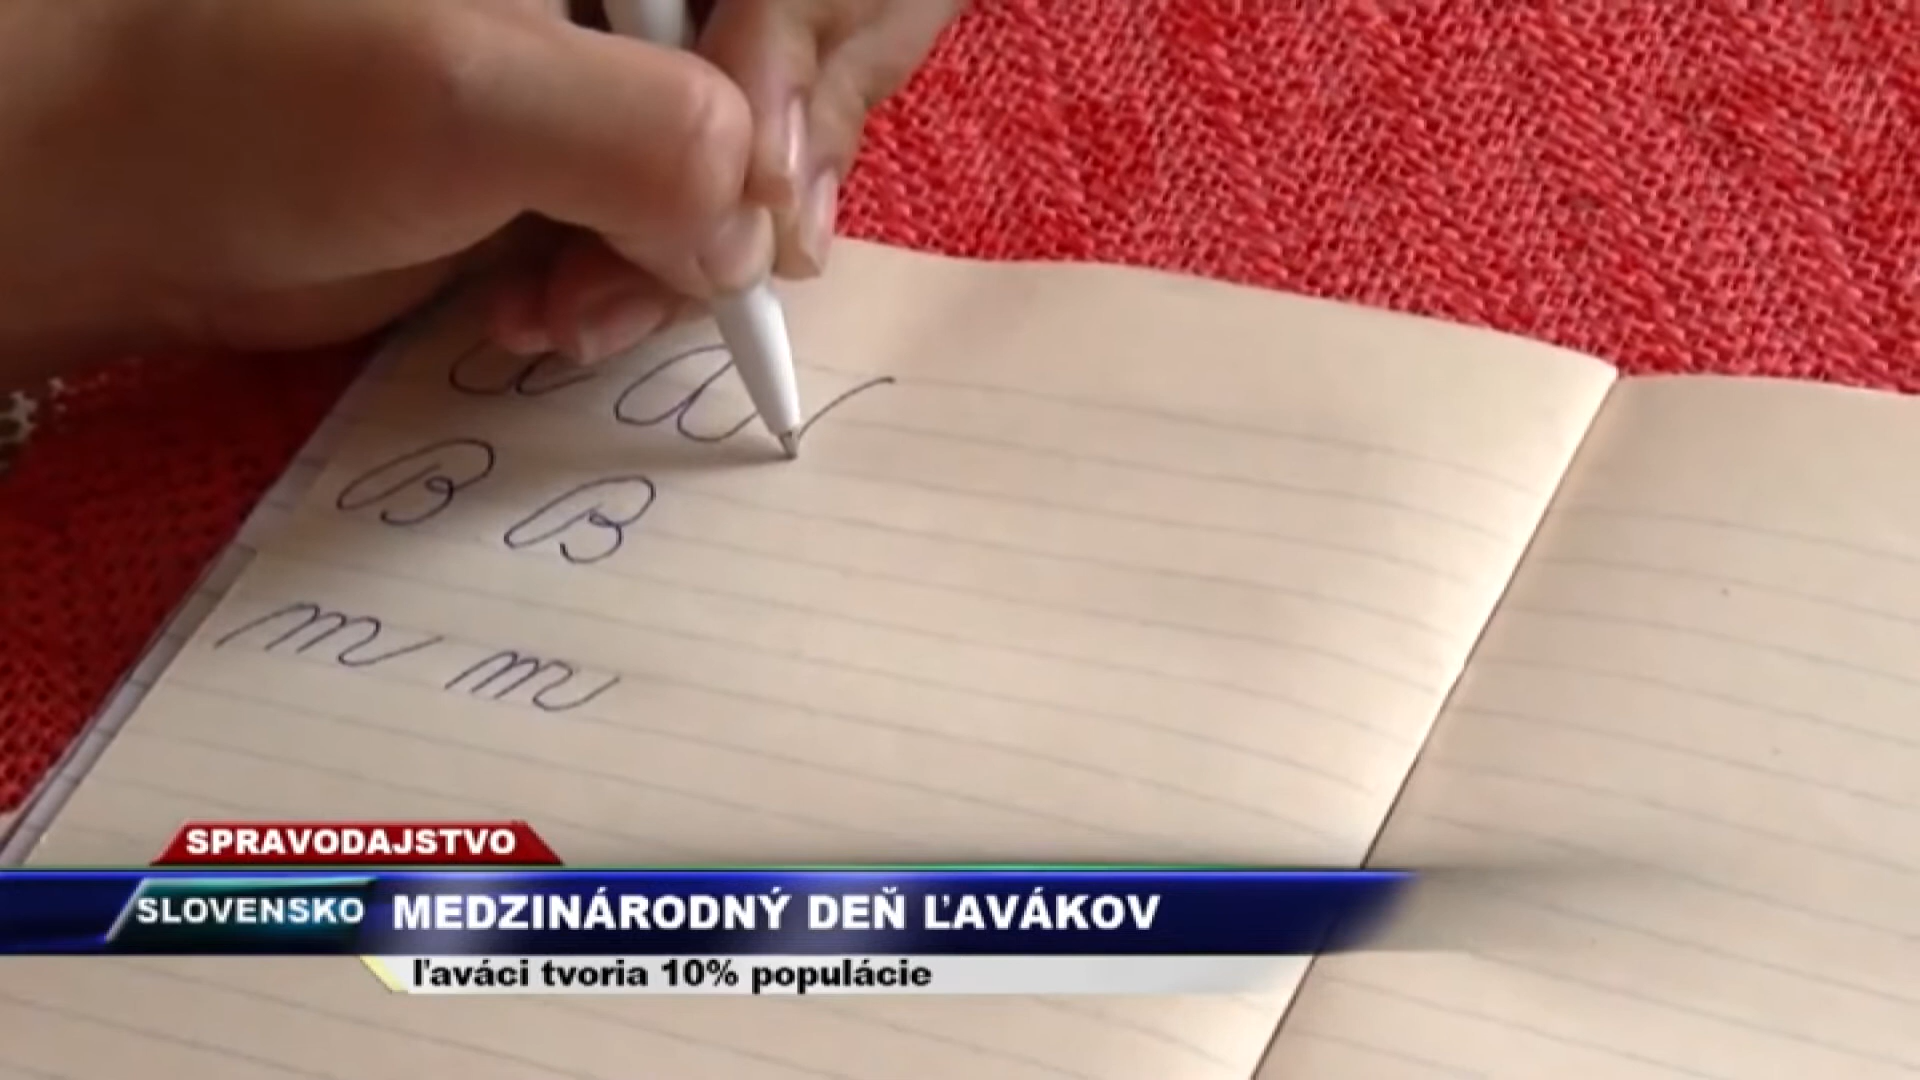 a a
B B
m m
SPRAVODAJSTVO
SLOVENSKO MEDZINÁRODNÝ DEŇ ĽAVÁKOV
ľaváci tvoria 10% populácie